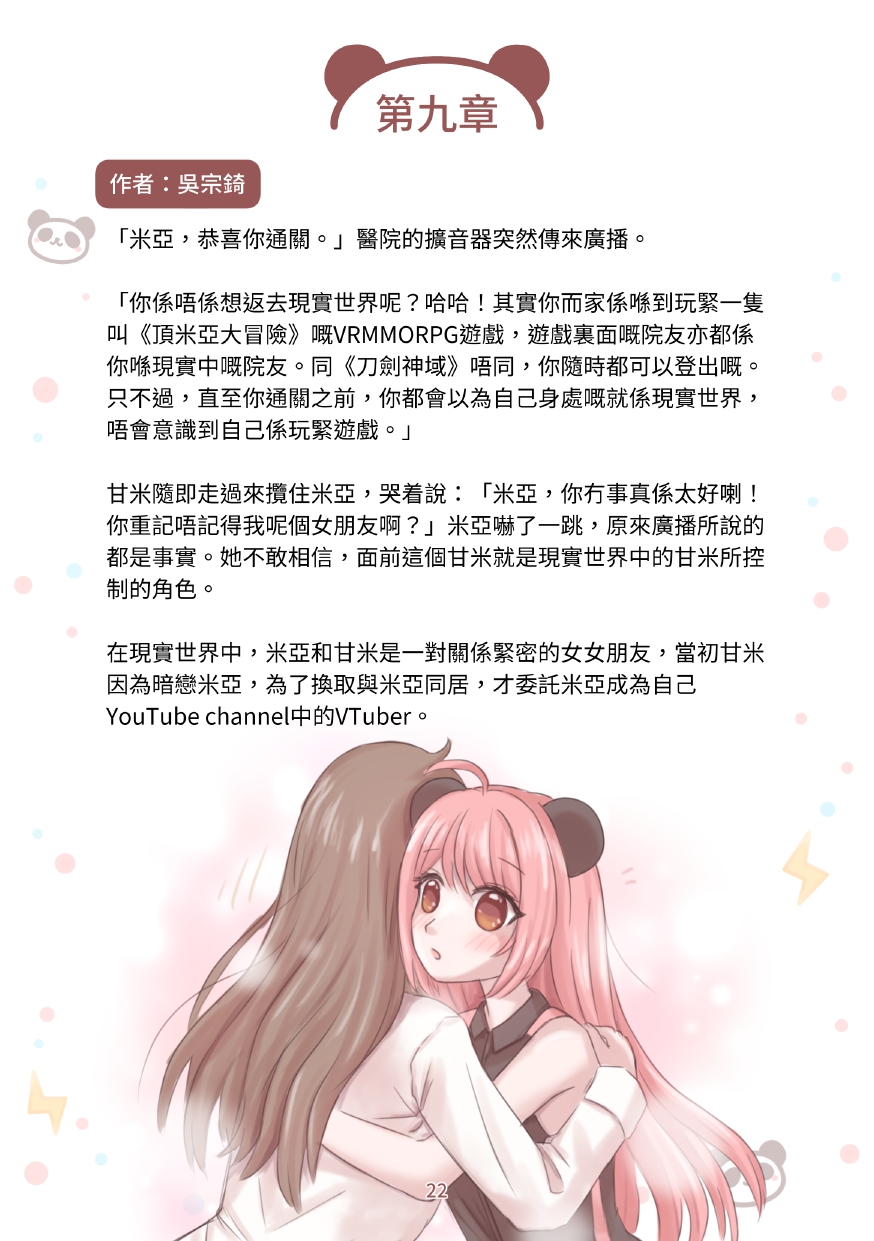 第九章
作者：吳宗錡
「米亞，恭喜你通關。」醫院的擴音器突然傳來廣播。
「你係唔係想返去現實世界呢？哈哈！其實你而家係喺到玩緊一隻
叫《頂米亞大冒險》嘅VRMMORPG遊戲，遊戲裏面嘅院友亦都係
你喺現實中嘅院友。同《刀劍神域》唔同，你隨時都可以登出嘅。
只不過，直至你通關之前，你都會以為自己身處嘅就係現實世界，
唔會意識到自己係玩緊遊戲。」
甘米隨即走過來攬住米亞，哭着說：「米亞，你冇事真係太好喇！
你重記唔記得我呢個女朋友啊？」米亞嚇了一跳，原來廣播所說的
都是事實。她不敢相信，面前這個甘米就是現實世界中的甘米所控
制的角色。
在現實世界中，米亞和甘米是一對關係緊密的女女朋友，當初甘米
因為暗戀米亞，為了換取與米亞同居，才委託米亞成為自己
YouTube channel中的VTuber。
22